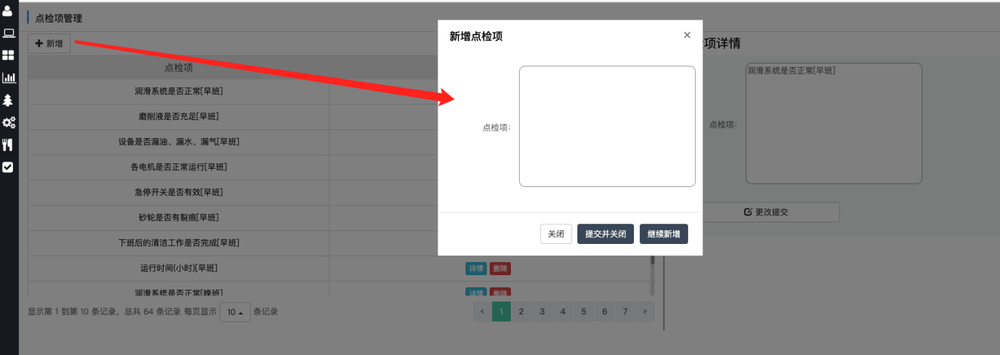 点检项管理
新增
点检项
润滑系统是否正常[早班]
磨削液是否充足[早班]
设备是否漏油、漏水、漏气[早班]
各电机是否正常运行[早班]
急停开关是否有效[早班]
砂轮是否有裂痕[早班]
下班后的清洁工作是否完成[早班]
运行时间(小时)[早班]
详情 删除
润滑系统是否正常[晚班]
详情 删除
显示第 1 到第 10 条记录，总共 64 条记录 每页显示 10 条记录
‹ 1 2 3 4 5 6 7 ›
新增点检项 ×
点检项：
关闭 提交并关闭 继续新增
项详情
点检项：
润滑系统是否正常[早班]
更改提交